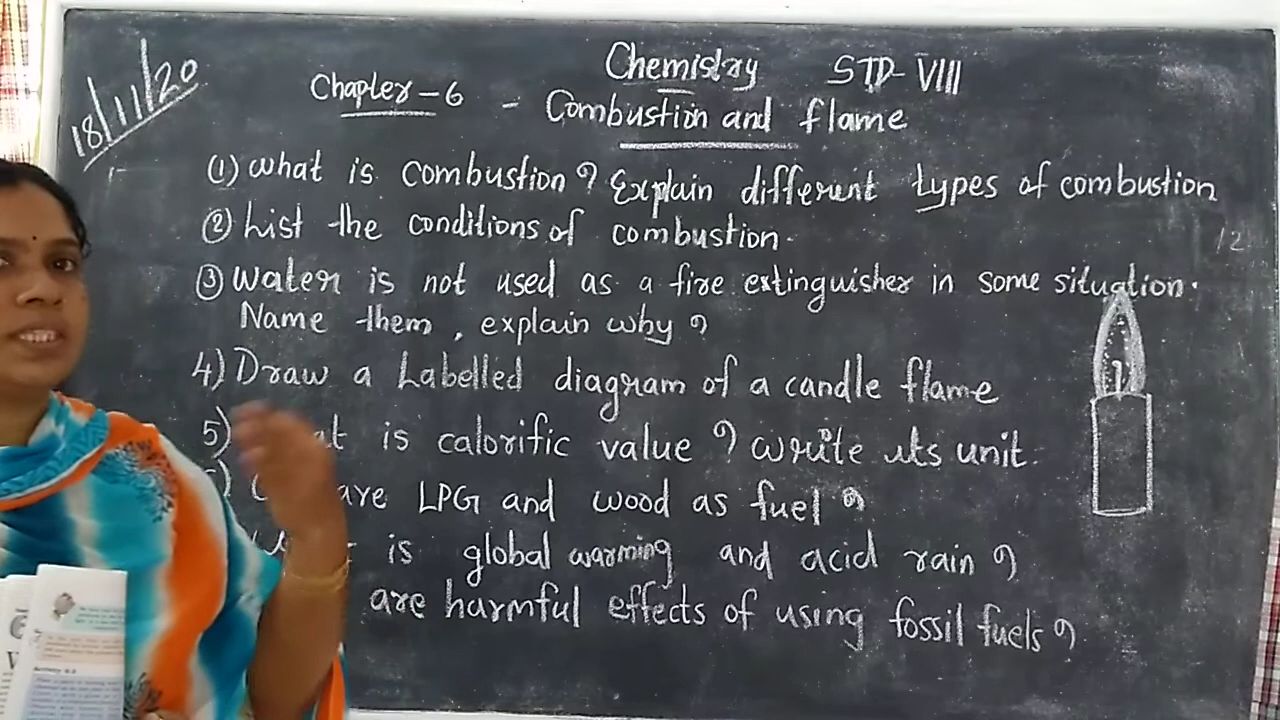 18/11/20
Chemistry STD-VIII
Chapter-6 - Combustion and flame
(1) What is combustion? Explain different types of combustion
(2) List the conditions of combustion.
(3) Water is not used as a fire extinguisher in some situation.
Name them, explain why?
4) Draw a Labelled diagram of a candle flame
5) is calorific value? Write its unit.
) LPG and wood as fuel?
is global warming and acid rain?
are harmful effects of using fossil fuels?